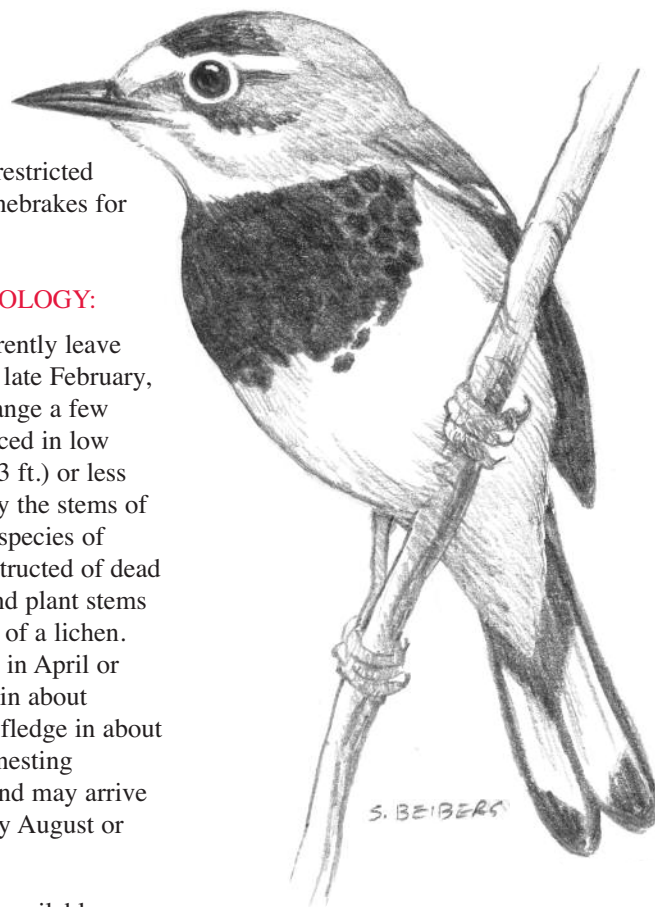 restricted
nebrakes for
OLOGY:
rently leave
late February,
ange a few
ced in low
3 ft.) or less
y the stems of
species of
tructed of dead
nd plant stems
of a lichen.
in April or
in about
fledge in about
nesting
nd may arrive
y August or
S. BEIBERS